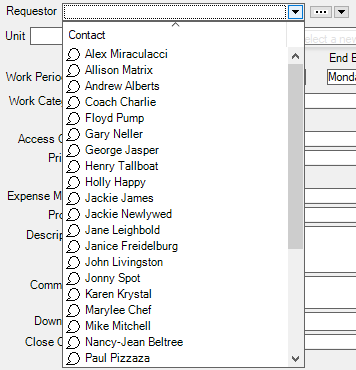 Requestor
Contact
Unit
elect a new
Alex Miraculacci
End
Allison Matrix
Work Perio
Monda
Andrew Alberts
Coach Charlie
Work Cate
Floyd Pump
Gary Neller
Access
George Jasper
Pri
Henry Tallboat
Holly Happy
Expense M
Jackie James
Pro
Jackie Newlywed
Descrip
Jane Leighbold
Janice Freidelburg
John Livingston
Jonny Spot
Comm
Karen Krystal
Marylee Chef
Down
Mike Mitchell
Close
Nancy-Jean Beltree
Paul Pizzaza